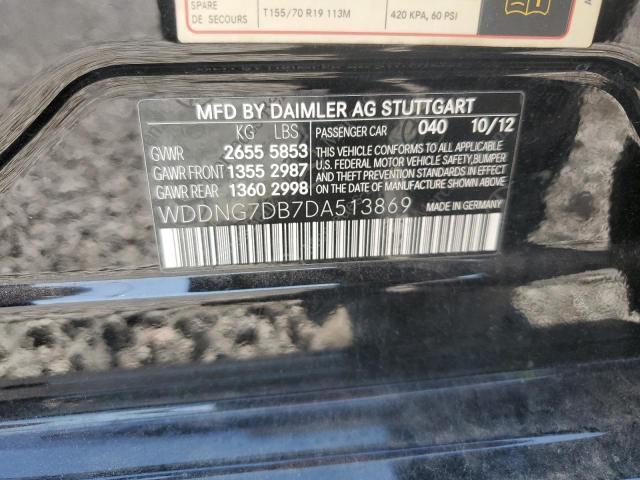 SPARE
DE SECOURS
T155/70 R19 113M
420 KPA, 60 PSI
MFD BY DAIMLER AG STUTTGART
KG LBS
PASSENGER CAR 040 10/12
GVWR 2655 5853
GAWR FRONT 1355 2987
GAWR REAR 1360 2998
THIS VEHICLE CONFORMS TO ALL APPLICABLE
U.S. FEDERAL MOTOR VEHICLE SAFETY, BUMPER
AND THEFT PREVENTION STANDARDS IN EFFECT
ON THE DATE OF MANUFACTURE SHOWN ABOVE.
WDDNG7DB7DA513869 MADE IN GERMANY